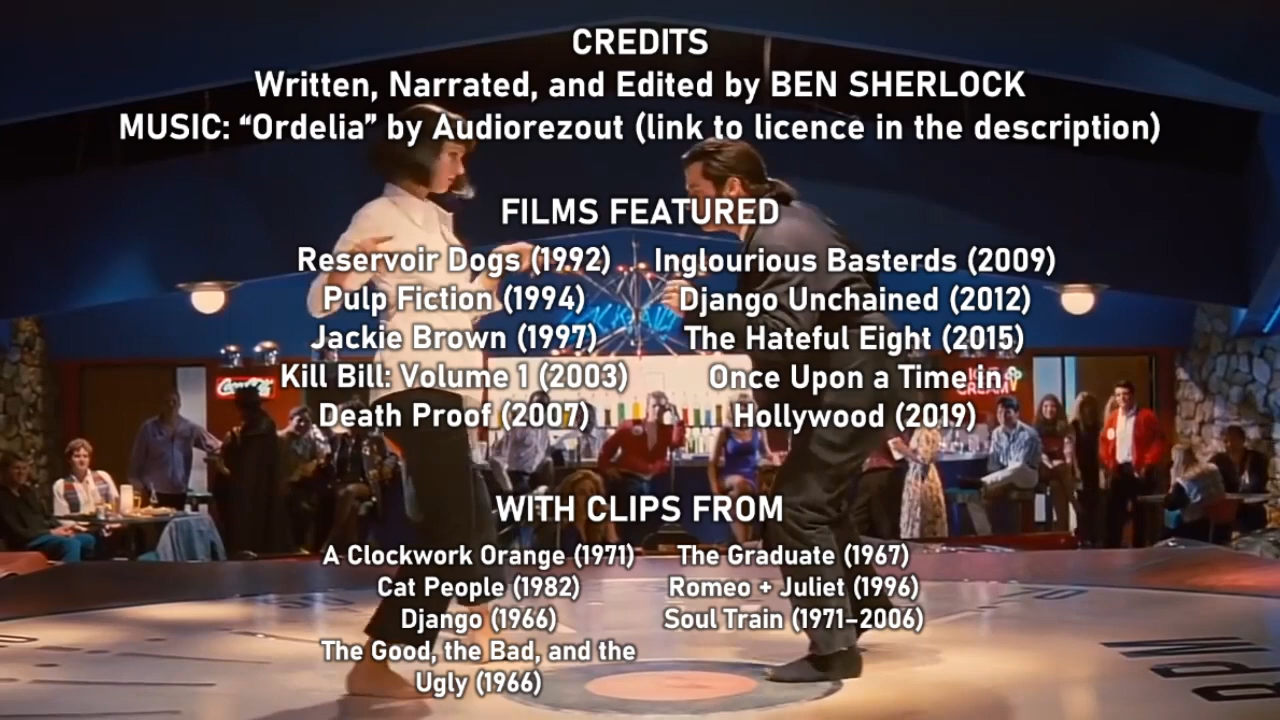 CREDITS
Written, Narrated, and Edited by BEN SHERLOCK
MUSIC: “Ordelia” by Audiorezout (link to licence in the description)
FILMS FEATURED
Reservoir Dogs (1992)
Pulp Fiction (1994)
Jackie Brown (1997)
Kill Bill: Volume 1 (2003)
Death Proof (2007)
Inglourious Basterds (2009)
Django Unchained (2012)
The Hateful Eight (2015)
Once Upon a Time in
Hollywood (2019)
WITH CLIPS FROM
A Clockwork Orange (1971)
Cat People (1982)
Django (1966)
The Good, the Bad, and the
Ugly (1966)
The Graduate (1967)
Romeo + Juliet (1996)
Soul Train (1971–2006)
RPM